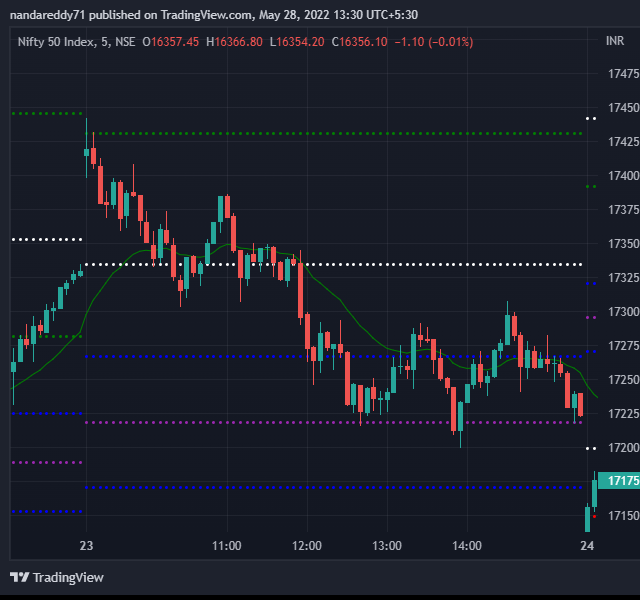 nandareddy71 published on TradingView.com, May 28, 2022 13:30 UTC+5:30
Nifty 50 Index, 5, NSE O16357.45 H16366.80 L16354.20 C16356.10 −1.10 (−0.01%)
INR
17475
17450
17425
17400
17375
17350
17325
17300
17275
17250
17225
17200
17175
17150
23 11:00 12:00 13:00 14:00 24
TradingView